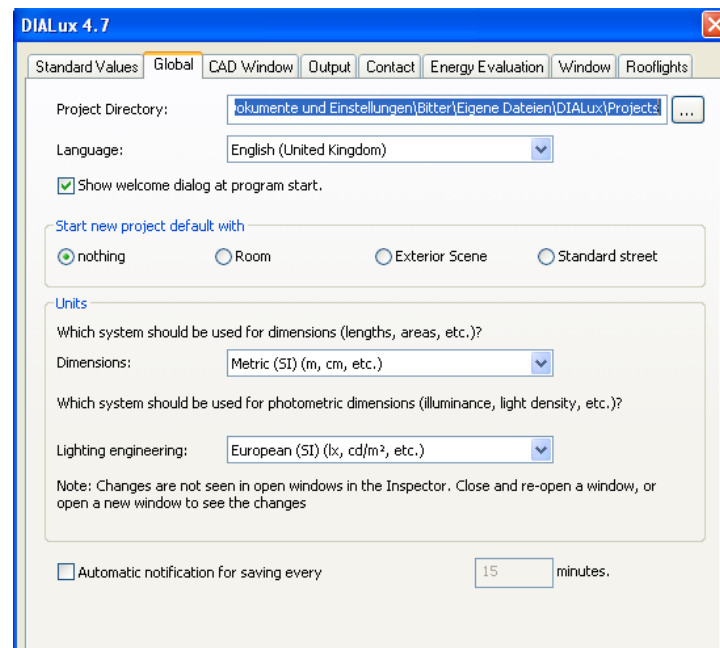 DIALux 4.7
Standard Values Global CAD Window Output Contact Energy Evaluation Window Rooflights
Project Directory: okumente und Einstellungen\Bitter\Eigene Dateien\DIALux\Projects ...
Language: English (United Kingdom)
Show welcome dialog at program start.
Start new project default with
nothing Room Exterior Scene Standard street
Units
Which system should be used for dimensions (lengths, areas, etc.)?
Dimensions: Metric (SI) (m, cm, etc.)
Which system should be used for photometric dimensions (illuminance, light density, etc.)?
Lighting engineering: European (SI) (lx, cd/m², etc.)
Note: Changes are not seen in open windows in the Inspector. Close and re-open a window, or
open a new window to see the changes
Automatic notification for saving every 15 minutes.